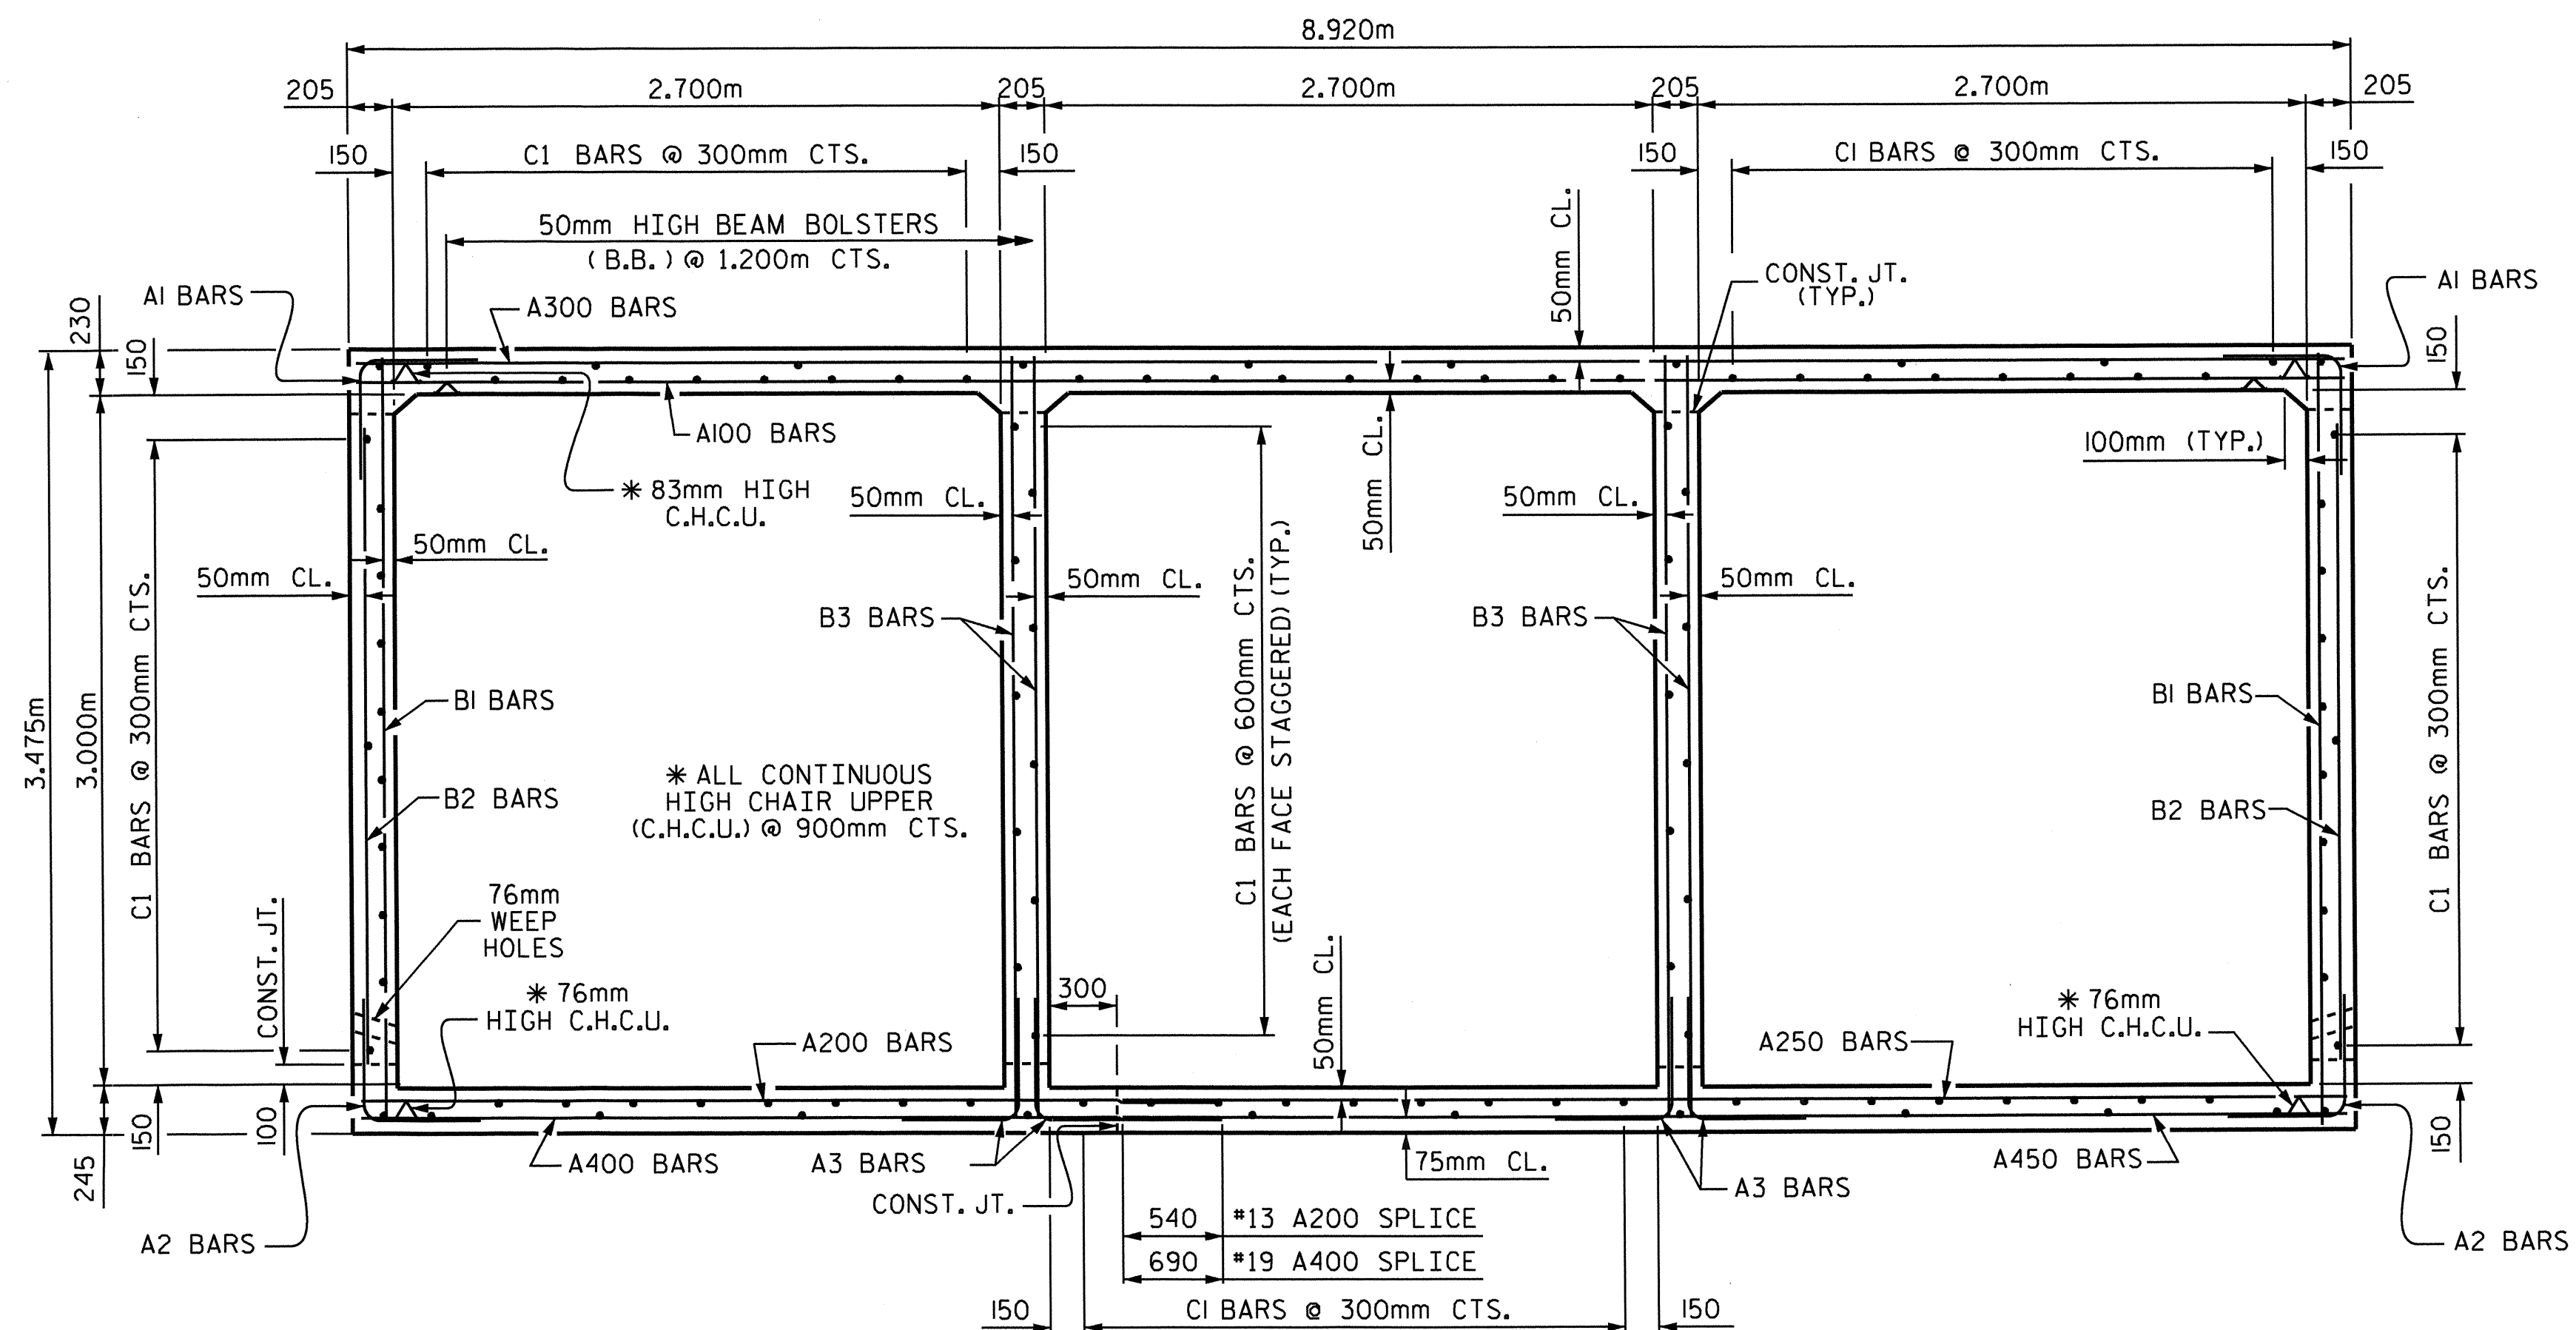 8.920m
205
2.700m
205
2.700m
205
2.700m
205
150
C1 BARS @ 300mm CTS.
150
150
C1 BARS @ 300mm CTS.
150
50mm HIGH BEAM BOLSTERS
(B.B.) @ 1.200m CTS.
50mm CL.
CONST. JT.
(TYP.)
A1 BARS
A300 BARS
A1 BARS
230
150
150
A100 BARS
* 83mm HIGH
C.H.C.U.
50mm CL.
50mm CL.
50mm CL.
100mm (TYP.)
50mm CL.
50mm CL.
50mm CL.
50mm CL.
B3 BARS
B3 BARS
C1 BARS @ 600mm CTS.
(EACH FACE STAGGERED)(TYP.)
3.475m
3.000m
C1 BARS @ 300mm CTS.
C1 BARS @ 300mm CTS.
B1 BARS
B1 BARS
* ALL CONTINUOUS
HIGH CHAIR UPPER
(C.H.C.U.) @ 900mm CTS.
B2 BARS
B2 BARS
76mm
WEEP
HOLES
CONST. JT.
* 76mm
HIGH C.H.C.U.
300
50mm CL.
* 76mm
HIGH C.H.C.U.
A200 BARS
A250 BARS
245
150
100
150
A400 BARS
A3 BARS
75mm CL.
A450 BARS
A3 BARS
CONST. JT.
540 #13 A200 SPLICE
690 #19 A400 SPLICE
A2 BARS
A2 BARS
150
C1 BARS @ 300mm CTS.
150